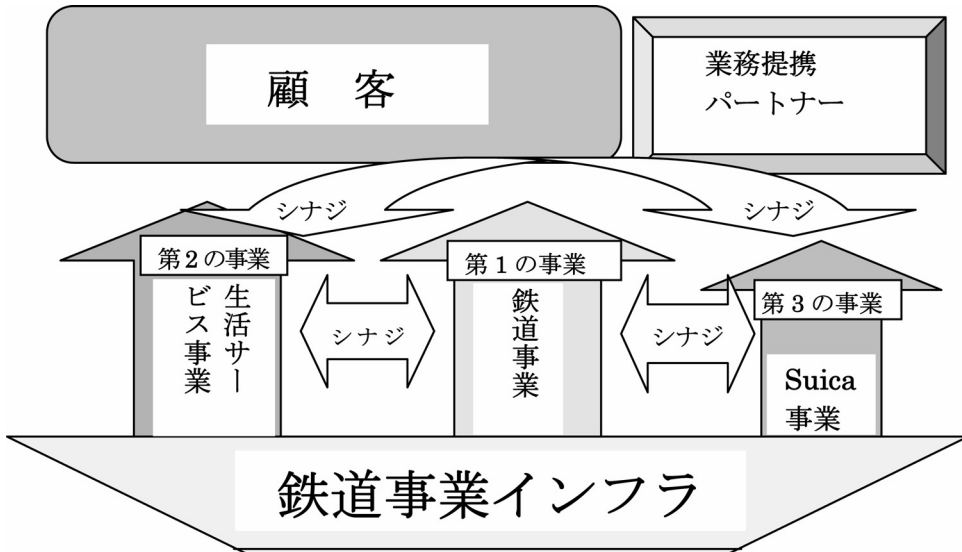 顧　客
業務提携
パートナー
シナジ
シナジ
第２の事業
第１の事業
第３の事業
生活サー
ビス事業
シナジ
鉄道事業
シナジ
Suica
事業
鉄道事業インフラ